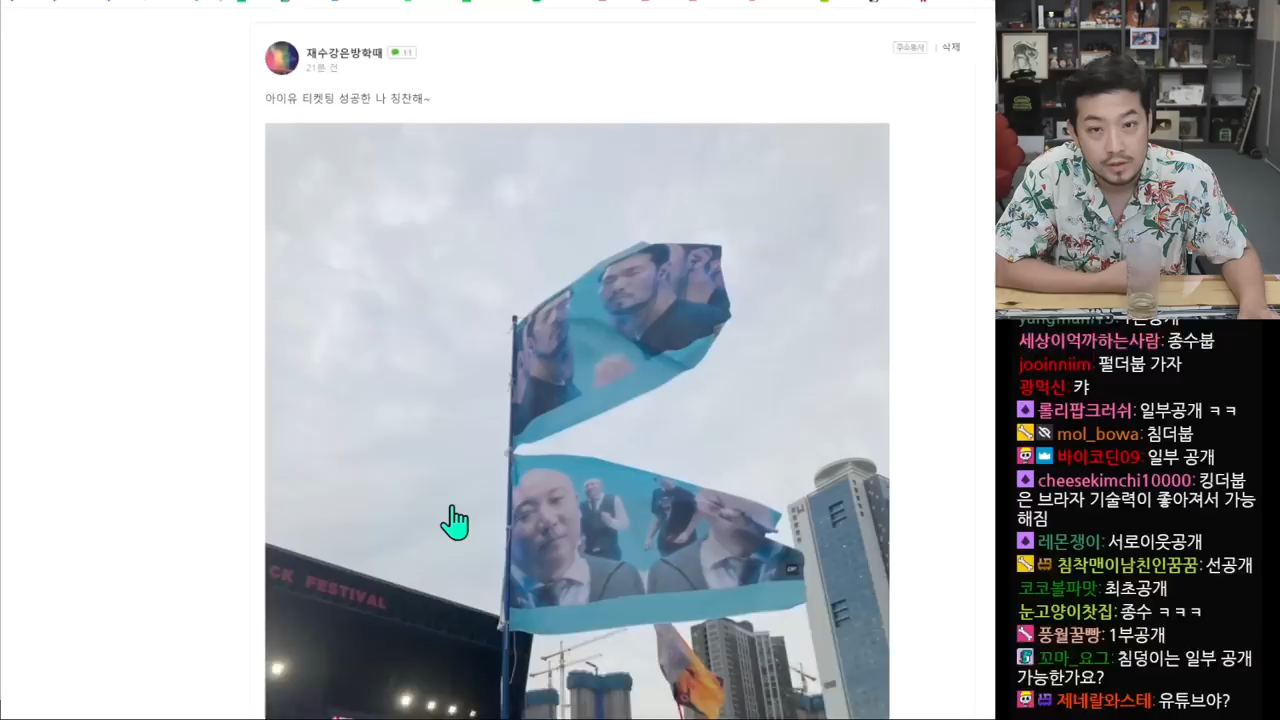 재수강은방학때
21분 전
주소복사
삭제
아이유 티켓팅 성공한 나 칭찬해~
CK FESTIVAL
세상이억까하는사람: 종수붑
jooinniim: 펄더붑 가자
광먹신: 캬
롤리팝크러쉬: 일부공개 ㅋㅋ
mol_bowa: 침더붑
바이코딘09: 일부 공개
cheesekimchi10000: 킹더붑
은 브라자 기술력이 좋아져서 가능
해짐
레몬쟁이: 서로이웃공개
침착맨이남친인꿈꿈: 선공개
코코볼파맛: 최초공개
눈고양이찻집: 종수 ㅋㅋㅋ
풍월꿀빵: 1부공개
꼬마_요그: 침덩이는 일부 공개
가능한가요?
제네랄와스테: 유튜브야?